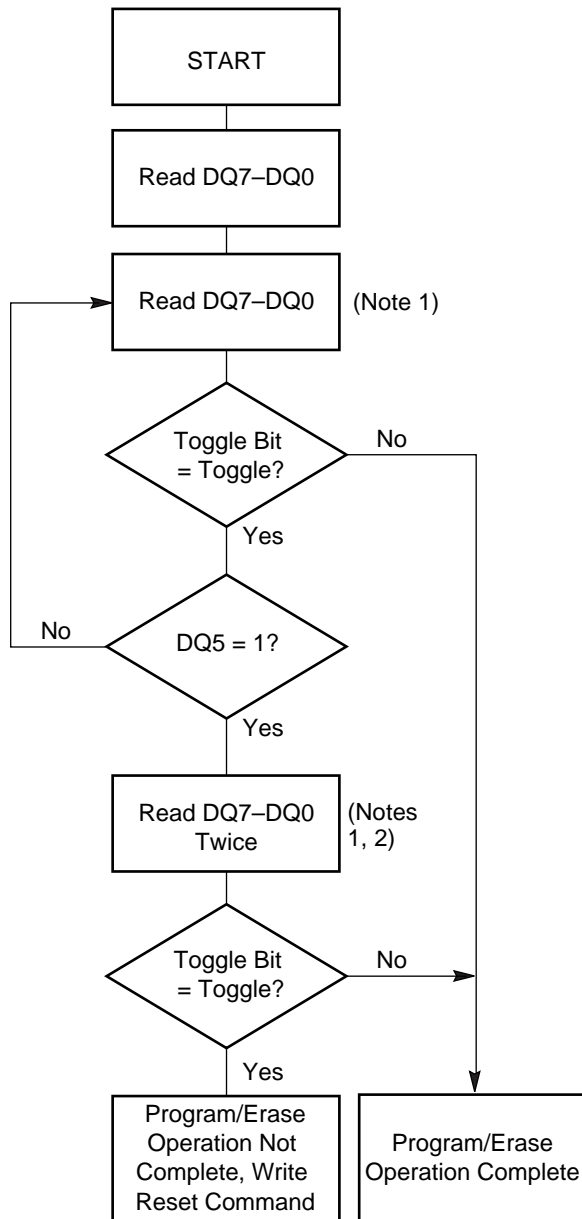 START
Read DQ7–DQ0
Read DQ7–DQ0
(Note 1)
Toggle Bit
= Toggle?
No
Yes
No
DQ5 = 1?
Yes
Read DQ7–DQ0
Twice
(Notes
1, 2)
Toggle Bit
= Toggle?
No
Yes
Program/Erase
Operation Not
Complete, Write
Reset Command
Program/Erase
Operation Complete